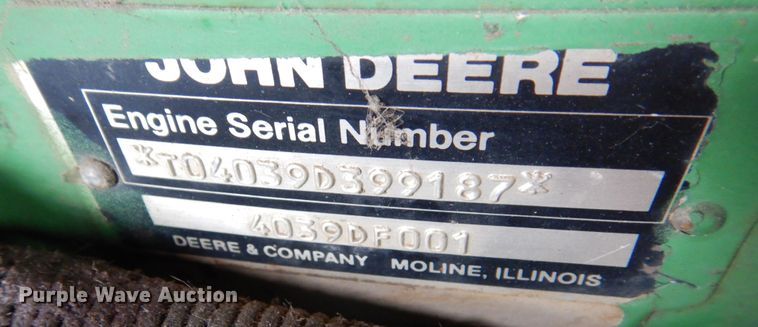 JOHN DEERE
Engine Serial Number
*T04039D399187*
4039DF001
DEERE & COMPANY MOLINE, ILLINOIS
Purple Wave Auction